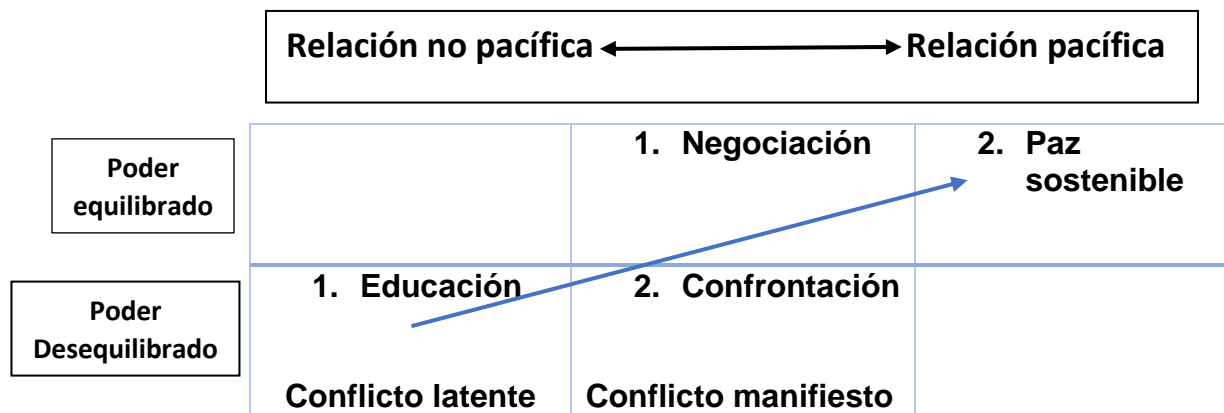 Relación no pacífica Relación pacífica
Poder
equilibrado
1. Negociación
2. Paz
sostenible
Poder
Desequilibrado
1. Educación
2. Confrontación
Conflicto latente
Conflicto manifiesto